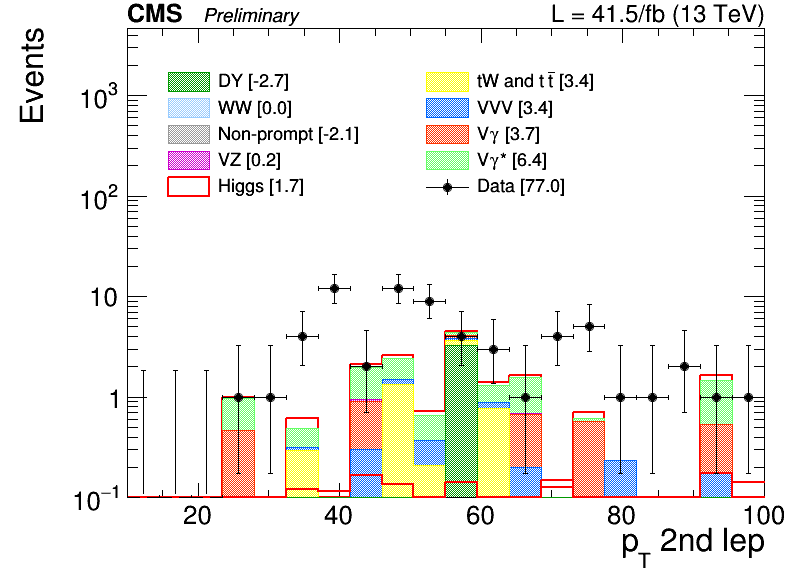 CMS Preliminary L = 41.5/fb (13 TeV)
Events
DY [-2.7]
WW [0.0]
Non-prompt [-2.1]
VZ [0.2]
Higgs [1.7]
tW and tt̅ [3.4]
VVV [3.4]
Vγ [3.7]
Vγ* [6.4]
Data [77.0]
10³
10²
10
1
10⁻¹
20 40 60 80 100
p_T 2nd lep